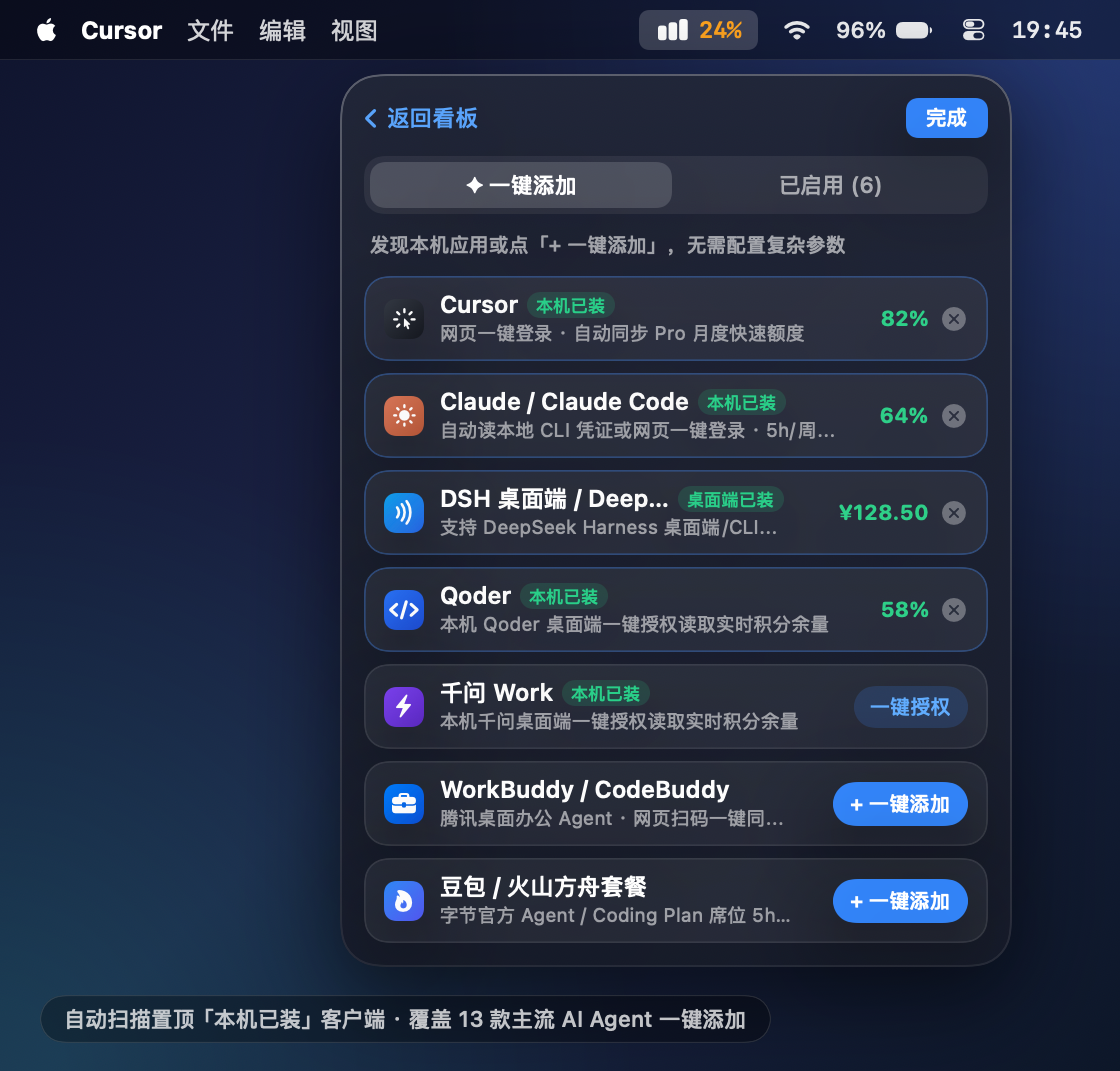 Cursor 文件 编辑 视图 24% 96% 19:45
返回看板 完成
一键添加 已启用 (6)
发现本机应用或点「+ 一键添加」，无需配置复杂参数
Cursor 本机已装
网页一键登录 · 自动同步 Pro 月度快速额度
82%
Claude / Claude Code 本机已装
自动读本地 CLI 凭证或网页一键登录 · 5h/周...
64%
DSH 桌面端 / Deep... 桌面端已装
支持 DeepSeek Harness 桌面端/CLI...
¥128.50
Qoder 本机已装
本机 Qoder 桌面端一键授权读取实时积分余量
58%
千问 Work 本机已装
本机千问桌面端一键授权读取实时积分余量
一键授权
WorkBuddy / CodeBuddy
腾讯桌面办公 Agent · 网页扫码一键同...
+ 一键添加
豆包 / 火山方舟套餐
字节官方 Agent / Coding Plan 席位 5h...
+ 一键添加
自动扫描置顶「本机已装」客户端 · 覆盖 13 款主流 AI Agent 一键添加